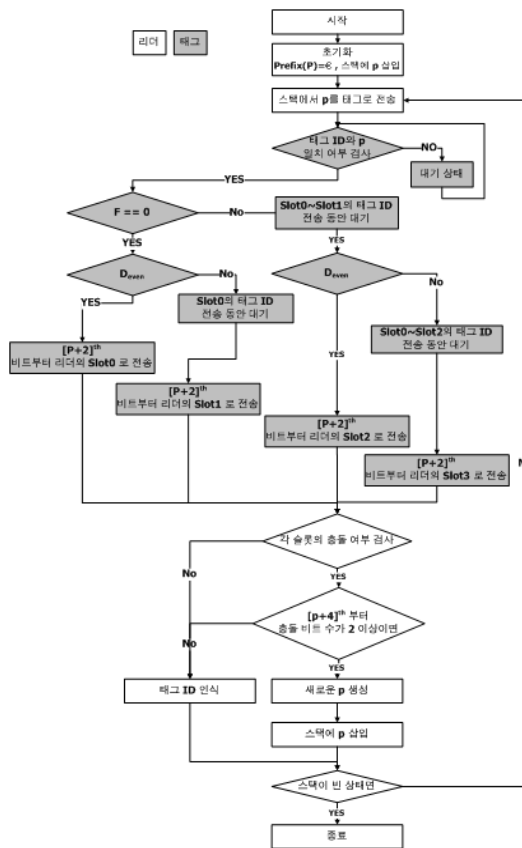 시작
리더
태그
초기화
Prefix(P)=€ , 스택에 p 삽입
스택에서 p를 태그로 전송
태그 ID와 p
일치 여부 검사
NO
대기 상태
YES
F == 0
No
Slot0~Slot1의 태그 ID
전송 동안 대기
YES
YES
Deven
No
Deven
YES
Slot0의 태그 ID
전송 동안 대기
No
Slot0~Slot2의 태그 ID
전송 동안 대기
[P+2]th
비트부터 리더의 Slot0 로 전송
YES
[P+2]th
비트부터 리더의 Slot1 로 전송
[P+2]th
비트부터 리더의 Slot2 로 전송
[P+2]th
비트부터 리더의 Slot3 로 전송
각 슬롯의 충돌 여부 검사
No
YES
[p+4]th 부터
충돌 비트 수가 2 이상이면
No
YES
태그 ID 인식
새로운 p 생성
스택에 p 삽입
스택이 빈 상태면
YES
종료